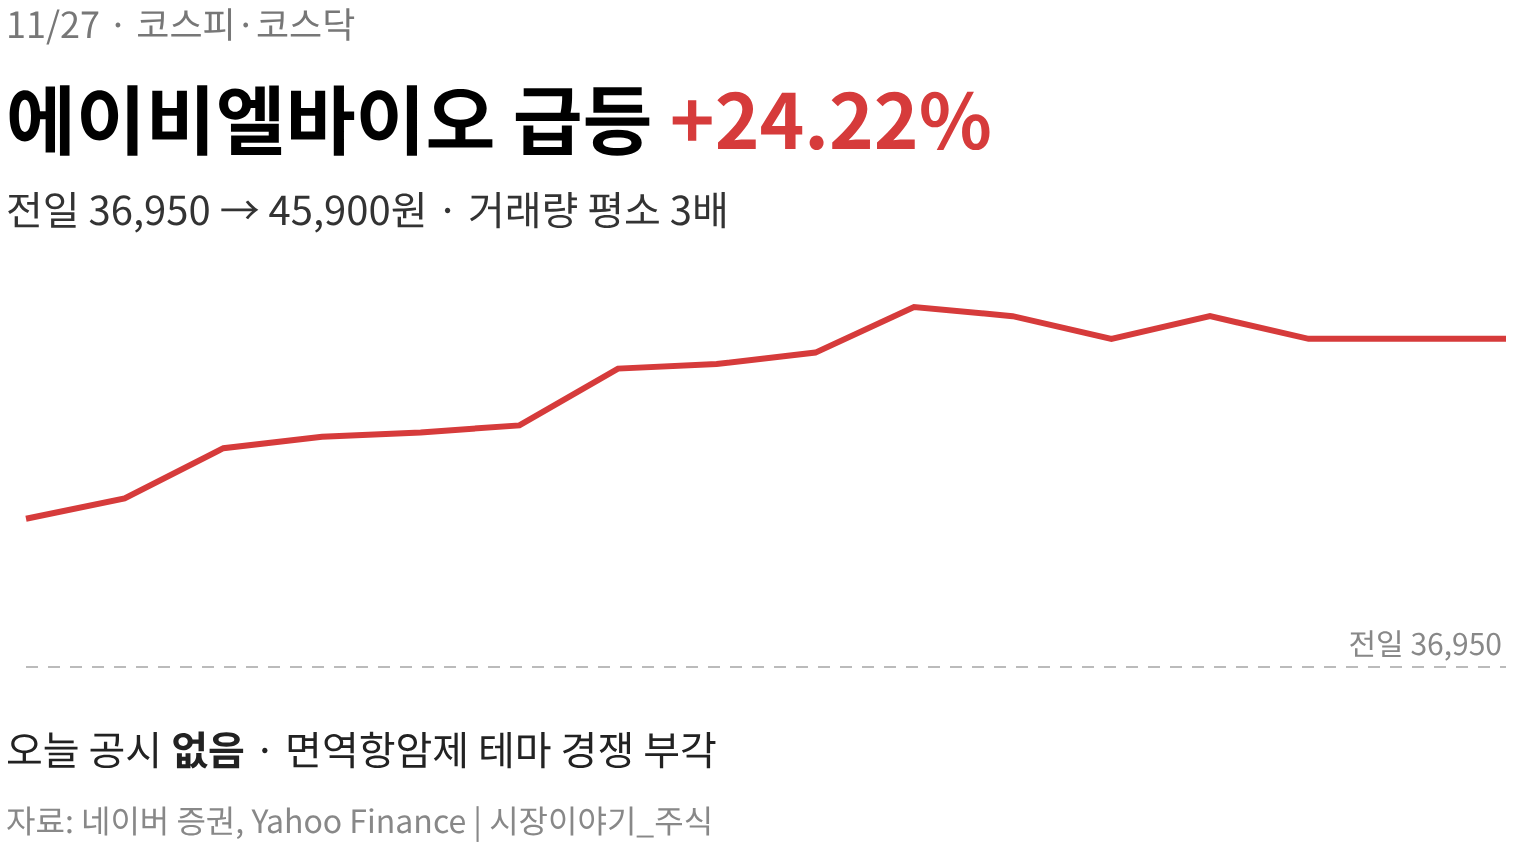 11/27 · 코스피·코스닥
에이비엘바이오 급등 +24.22%
전일 36,950 → 45,900원 · 거래량 평소 3배
전일 36,950
오늘 공시 없음 · 면역항암제 테마 경쟁 부각
자료: 네이버 증권, Yahoo Finance | 시장이야기_주식